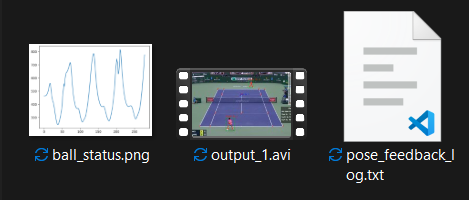 ball_status.png
output_1.avi
pose_feedback_l
og.txt